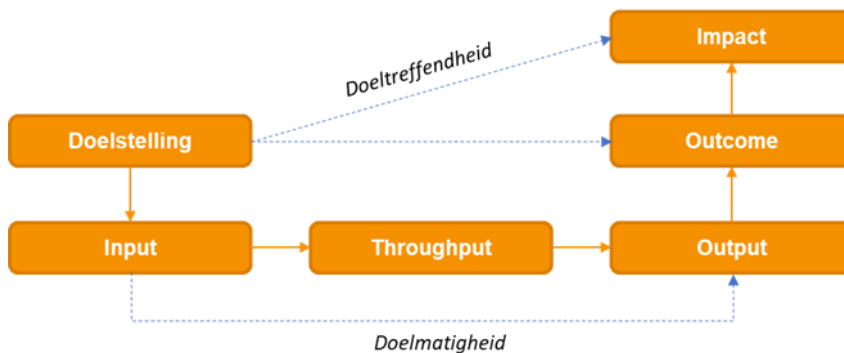 Impact
Doeltreffendheid
Doelstelling
Outcome
Input
Throughput
Output
Doelmatigheid